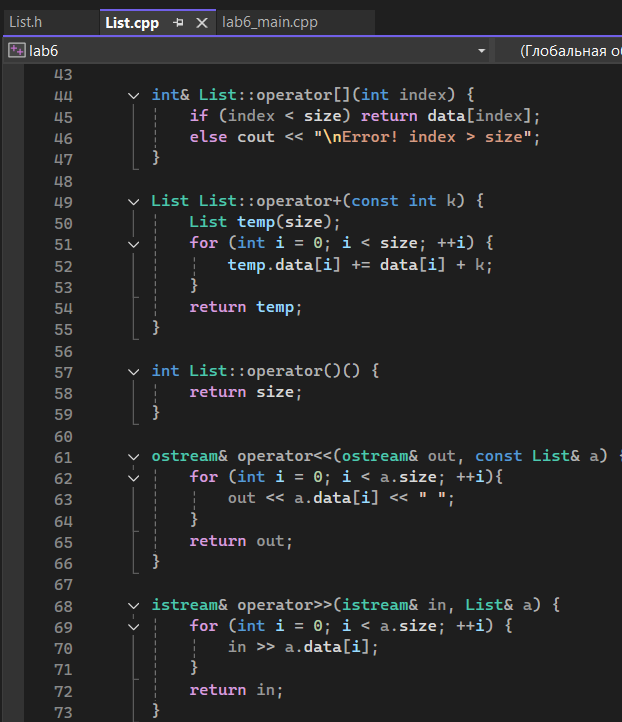 List.h List.cpp lab6_main.cpp
lab6 (Глобальная об
43
44 int& List::operator[](int index) {
45 if (index < size) return data[index];
46 else cout << "\nError! index > size";
47 }
48
49 List List::operator+(const int k) {
50 List temp(size);
51 for (int i = 0; i < size; ++i) {
52 temp.data[i] += data[i] + k;
53 }
54 return temp;
55 }
56
57 int List::operator()() {
58 return size;
59 }
60
61 ostream& operator<<(ostream& out, const List& a) {
62 for (int i = 0; i < a.size; ++i){
63 out << a.data[i] << " ";
64 }
65 return out;
66 }
67
68 istream& operator>>(istream& in, List& a) {
69 for (int i = 0; i < a.size; ++i) {
70 in >> a.data[i];
71 }
72 return in;
73 }